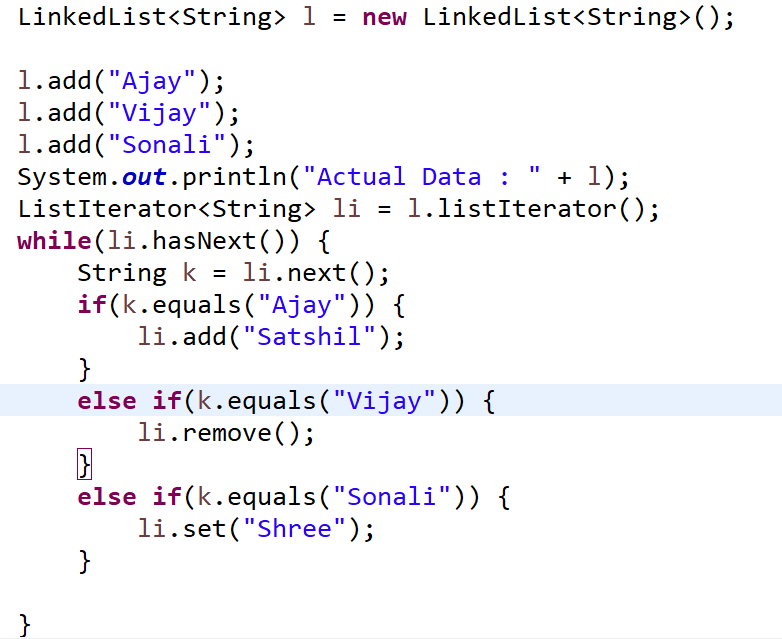 LinkedList<String> l = new LinkedList<String>();
l.add("Ajay");
l.add("Vijay");
l.add("Sonali");
System.out.println("Actual Data : " + l);
ListIterator<String> li = l.listIterator();
while(li.hasNext()) {
    String k = li.next();
    if(k.equals("Ajay")) {
        li.add("Satshil");
    }
    else if(k.equals("Vijay")) {
        li.remove();
    }
    else if(k.equals("Sonali")) {
        li.set("Shree");
    }
}